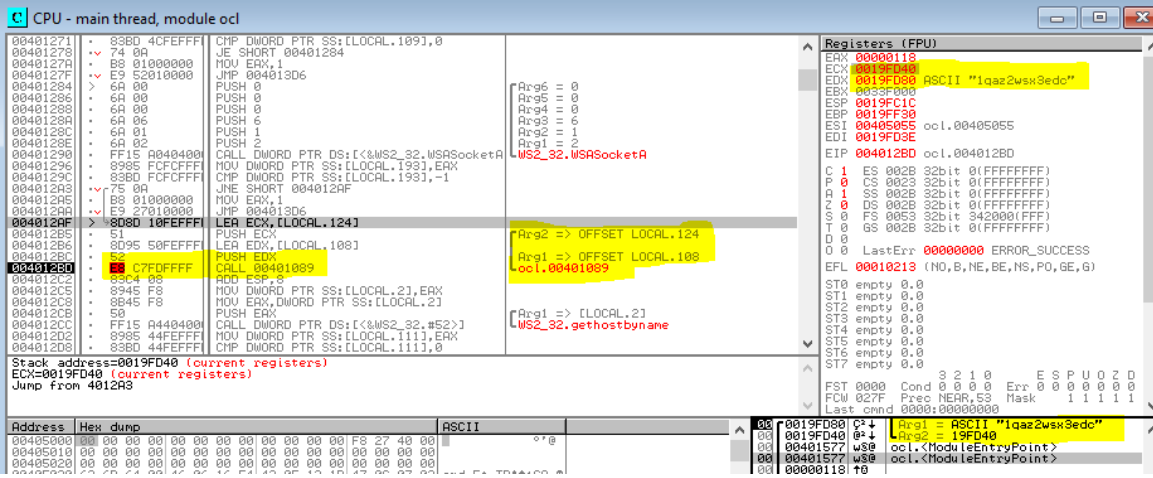 C CPU - main thread, module ocl
00401271 · 83BD 4CFEFFFF CMP DWORD PTR SS:[LOCAL.109],0
00401278 · 74 0A JE SHORT 00401284
0040127A · B8 01000000 MOV EAX,1
0040127F · E9 52010000 JMP 004013D6
00401284 > 6A 00 PUSH 0 Arg6 = 0
00401286 · 6A 00 PUSH 0 Arg5 = 0
00401288 · 6A 00 PUSH 0 Arg4 = 0
0040128A · 6A 06 PUSH 6 Arg3 = 6
0040128C · 6A 01 PUSH 1 Arg2 = 1
0040128E · 6A 02 PUSH 2 Arg1 = 2
00401290 · FF15 A0404000 CALL DWORD PTR DS:[<&WS2_32.WSASocketA WS2_32.WSASocketA
00401296 · 8985 FCFCFFFF MOV DWORD PTR SS:[LOCAL.193],EAX
0040129C · 83BD FCFCFFFF CMP DWORD PTR SS:[LOCAL.193],-1
004012A3 · 75 0A JNE SHORT 004012AF
004012A5 · B8 01000000 MOV EAX,1
004012AA · E9 27010000 JMP 004013D6
004012AF > 8D8D 10FEFFFF LEA ECX,[LOCAL.124]
004012B5 · 51 PUSH ECX Arg2 => OFFSET LOCAL.124
004012B6 · 8D95 50FEFFFF LEA EDX,[LOCAL.108]
004012BC · 52 PUSH EDX Arg1 => OFFSET LOCAL.108
004012BD · E8 C7FDFFFF CALL 00401089 ocl.00401089
004012C2 · 83C4 08 ADD ESP,8
004012C5 · 8945 F8 MOV DWORD PTR SS:[LOCAL.2],EAX
004012C8 · 8B45 F8 MOV EAX,DWORD PTR SS:[LOCAL.2]
004012CB · 50 PUSH EAX Arg1 => [LOCAL.2]
004012CC · FF15 A4404000 CALL DWORD PTR DS:[<&WS2_32.#52>] WS2_32.gethostbyname
004012D2 · 8985 44FEFFFF MOV DWORD PTR SS:[LOCAL.111],EAX
004012D8 · 83BD 44FEFFFF CMP DWORD PTR SS:[LOCAL.111],0
Stack address=0019FD40 (current registers)
ECX=0019FD40 (current registers)
Jump from 4012A3
Registers (FPU)
EAX 00000118
ECX 0019FD40
EDX 0019FD80 ASCII "1qaz2wsx3edc"
EBX 0033F000
ESP 0019FC1C
EBP 0019FF30
ESI 00405055 ocl.00405055
EDI 0019FD3E
EIP 004012BD ocl.004012BD
C 1 ES 002B 32bit 0(FFFFFFFF)
P 0 CS 0023 32bit 0(FFFFFFFF)
A 1 SS 002B 32bit 0(FFFFFFFF)
Z 0 DS 002B 32bit 0(FFFFFFFF)
S 0 FS 0053 32bit 342000(FFF)
T 0 GS 002B 32bit 0(FFFFFFFF)
D 0
O 0 LastErr 00000000 ERROR_SUCCESS
EFL 00010213 (NO,B,NE,BE,NS,PO,GE,G)
ST0 empty 0.0
ST1 empty 0.0
ST2 empty 0.0
ST3 empty 0.0
ST4 empty 0.0
ST5 empty 0.0
ST6 empty 0.0
ST7 empty 0.0
3 2 1 0 E S P U O Z D
FST 0000 Cond 0 0 0 0 Err 0 0 0 0 0 0 0 0
FCW 027F Prec NEAR,53 Mask 1 1 1 1 1 1
Last cmnd 0000:00000000
Address Hex dump ASCII
00405000 00 00 00 00 00 00 00 00 00 00 00 00 F8 27 40 00 °'@
00405010 00 00 00 00 00 00 00 00 00 00 00 00 00 00 00 00
00405020 00 00 00 00 00 00 00 00 00 00 00 00 00 00 00 00
0019FD80 Arg1 = ASCII "1qaz2wsx3edc"
0019FD40 Arg2 = 19FD40
00401577 wS@ ocl.<ModuleEntryPoint>
00401577 wS@ ocl.<ModuleEntryPoint>
00000118